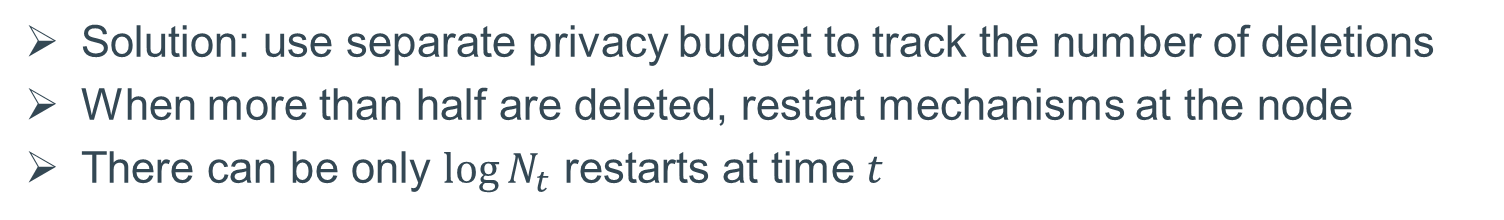 ➢ Solution: use separate privacy budget to track the number of deletions
➢ When more than half are deleted, restart mechanisms at the node
➢ There can be only log N_t restarts at time t